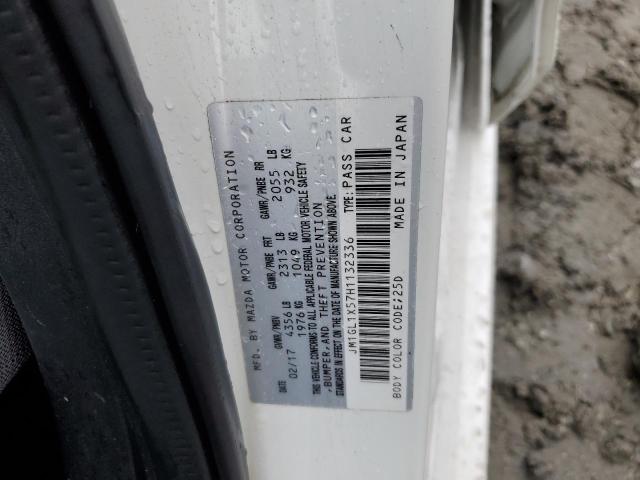 MFD. BY MAZDA MOTOR CORPORATION
DATE GVWR/PNBV GAWR/PNBE FRT GAWR/PNBE RR
02/17 4356 LB 2313 LB 2055 LB
1976 KG 1049 KG 932 KG
THIS VEHICLE CONFORMS TO ALL APPLICABLE FEDERAL MOTOR VEHICLE SAFETY
,BUMPER,AND THEFT PREVENTION
STANDARDS IN EFFECT ON THE DATE OF MANUFACTURE SHOWN ABOVE.
JM1GL1X57H1132336 TYPE: PASS CAR
BODY COLOR CODE:25D MADE IN JAPAN